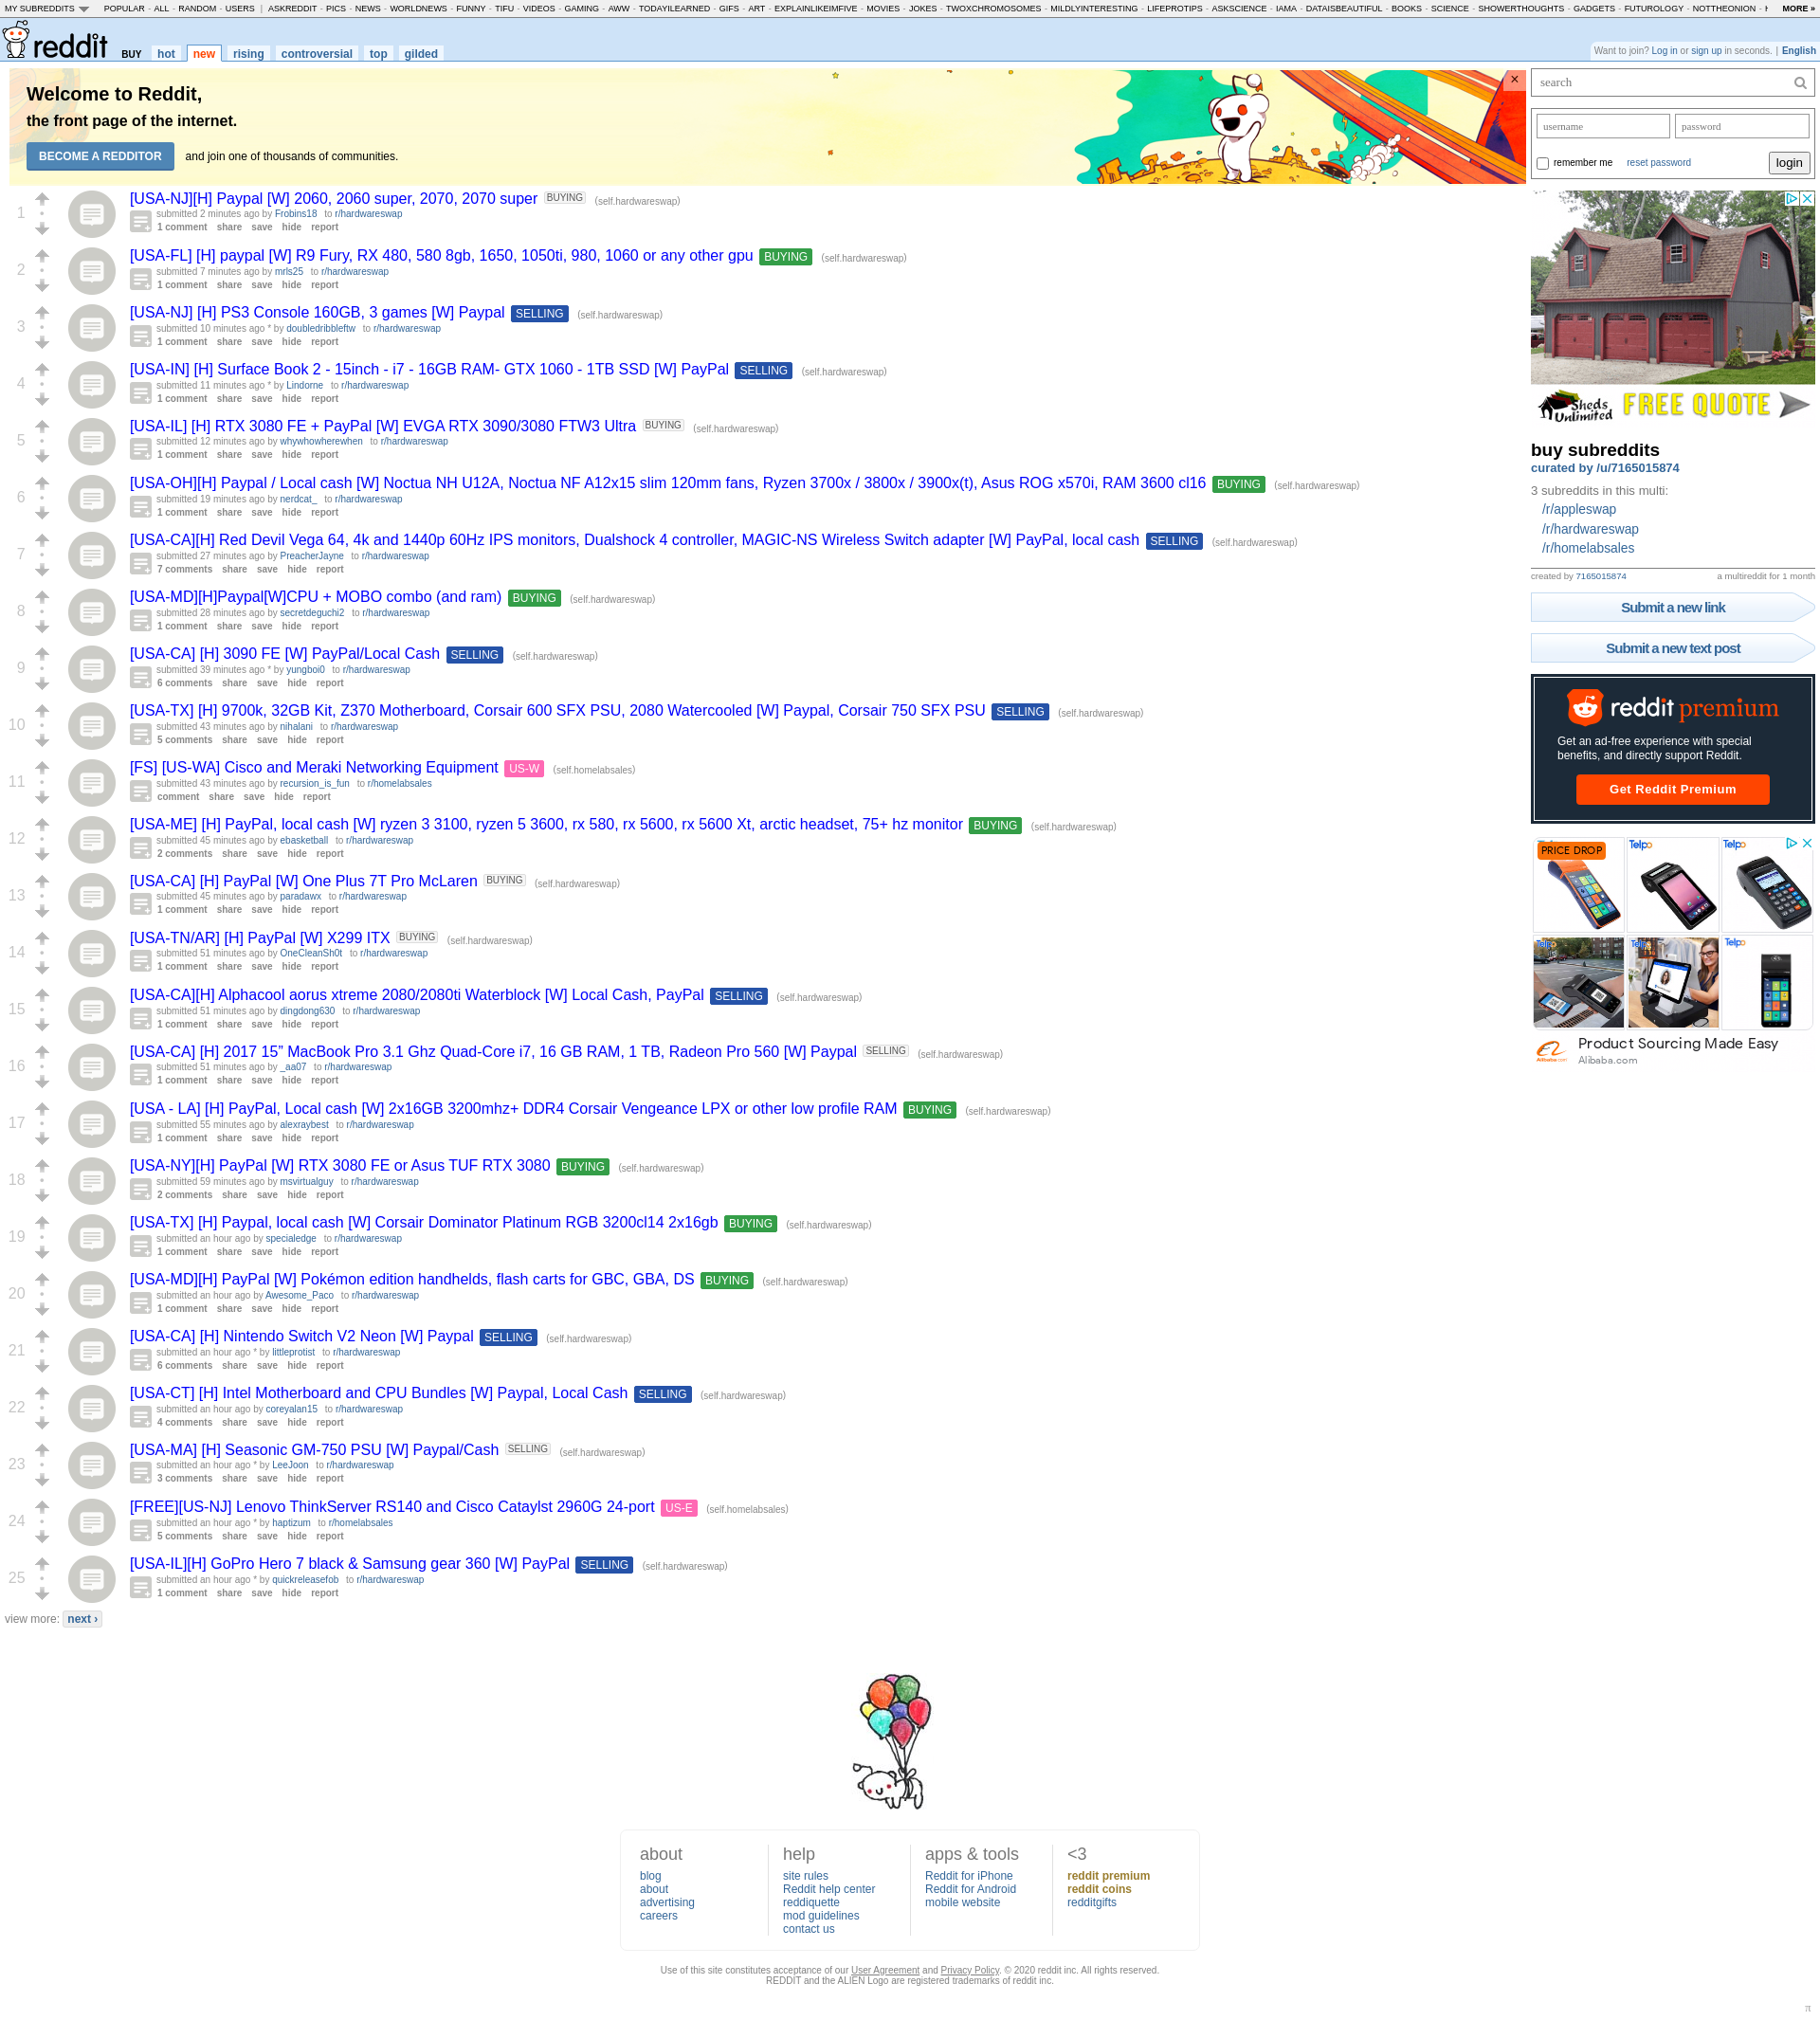 MY SUBREDDITS POPULAR - ALL - RANDOM - USERS | ASKREDDIT - PICS - NEWS - WORLDNEWS - FUNNY - TIFU - VIDEOS - GAMING - AWW - TODAYILEARNED - GIFS - ART - EXPLAINLIKEIMFIVE - MOVIES - JOKES - TWOXCHROMOSOMES - MILDLYINTERESTING - LIFEPROTIPS - ASKSCIENCE - IAMA - DATAISBEAUTIFUL - BOOKS - SCIENCE - SHOWERTHOUGHTS - GADGETS - FUTUROLOGY - NOTTHEONION - MORE »
reddit BUY hot new rising controversial top gilded
Want to join? Log in or sign up in seconds. | English
Welcome to Reddit,
the front page of the internet.
BECOME A REDDITOR and join one of thousands of communities.
×
1
[USA-NJ][H] Paypal [W] 2060, 2060 super, 2070, 2070 super BUYING (self.hardwareswap)
submitted 2 minutes ago by Frobins18 to r/hardwareswap
1 comment share save hide report
2
[USA-FL] [H] paypal [W] R9 Fury, RX 480, 580 8gb, 1650, 1050ti, 980, 1060 or any other gpu BUYING (self.hardwareswap)
submitted 7 minutes ago by mrls25 to r/hardwareswap
1 comment share save hide report
3
[USA-NJ] [H] PS3 Console 160GB, 3 games [W] Paypal SELLING (self.hardwareswap)
submitted 10 minutes ago * by doubledribbleftw to r/hardwareswap
1 comment share save hide report
4
[USA-IN] [H] Surface Book 2 - 15inch - i7 - 16GB RAM- GTX 1060 - 1TB SSD [W] PayPal SELLING (self.hardwareswap)
submitted 11 minutes ago * by Lindorne to r/hardwareswap
1 comment share save hide report
5
[USA-IL] [H] RTX 3080 FE + PayPal [W] EVGA RTX 3090/3080 FTW3 Ultra BUYING (self.hardwareswap)
submitted 12 minutes ago by whywhowherewhen to r/hardwareswap
1 comment share save hide report
6
[USA-OH][H] Paypal / Local cash [W] Noctua NH U12A, Noctua NF A12x15 slim 120mm fans, Ryzen 3700x / 3800x / 3900x(t), Asus ROG x570i, RAM 3600 cl16 BUYING (self.hardwareswap)
submitted 19 minutes ago by nerdcat_ to r/hardwareswap
1 comment share save hide report
7
[USA-CA][H] Red Devil Vega 64, 4k and 1440p 60Hz IPS monitors, Dualshock 4 controller, MAGIC-NS Wireless Switch adapter [W] PayPal, local cash SELLING (self.hardwareswap)
submitted 27 minutes ago by PreacherJayne to r/hardwareswap
7 comments share save hide report
8
[USA-MD][H]Paypal[W]CPU + MOBO combo (and ram) BUYING (self.hardwareswap)
submitted 28 minutes ago by secretdeguchi2 to r/hardwareswap
1 comment share save hide report
9
[USA-CA] [H] 3090 FE [W] PayPal/Local Cash SELLING (self.hardwareswap)
submitted 39 minutes ago * by yungboi0 to r/hardwareswap
6 comments share save hide report
10
[USA-TX] [H] 9700k, 32GB Kit, Z370 Motherboard, Corsair 600 SFX PSU, 2080 Watercooled [W] Paypal, Corsair 750 SFX PSU SELLING (self.hardwareswap)
submitted 43 minutes ago by nihalani to r/hardwareswap
5 comments share save hide report
11
[FS] [US-WA] Cisco and Meraki Networking Equipment US-W (self.homelabsales)
submitted 43 minutes ago by recursion_is_fun to r/homelabsales
comment share save hide report
12
[USA-ME] [H] PayPal, local cash [W] ryzen 3 3100, ryzen 5 3600, rx 580, rx 5600, rx 5600 Xt, arctic headset, 75+ hz monitor BUYING (self.hardwareswap)
submitted 45 minutes ago by ebasketball to r/hardwareswap
2 comments share save hide report
13
[USA-CA] [H] PayPal [W] One Plus 7T Pro McLaren BUYING (self.hardwareswap)
submitted 45 minutes ago by paradawx to r/hardwareswap
1 comment share save hide report
14
[USA-TN/AR] [H] PayPal [W] X299 ITX BUYING (self.hardwareswap)
submitted 51 minutes ago by OneCleanSh0t to r/hardwareswap
1 comment share save hide report
15
[USA-CA][H] Alphacool aorus xtreme 2080/2080ti Waterblock [W] Local Cash, PayPal SELLING (self.hardwareswap)
submitted 51 minutes ago by dingdong630 to r/hardwareswap
1 comment share save hide report
16
[USA-CA] [H] 2017 15” MacBook Pro 3.1 Ghz Quad-Core i7, 16 GB RAM, 1 TB, Radeon Pro 560 [W] Paypal SELLING (self.hardwareswap)
submitted 51 minutes ago by _aa07 to r/hardwareswap
1 comment share save hide report
17
[USA - LA] [H] PayPal, Local cash [W] 2x16GB 3200mhz+ DDR4 Corsair Vengeance LPX or other low profile RAM BUYING (self.hardwareswap)
submitted 55 minutes ago by alexraybest to r/hardwareswap
1 comment share save hide report
18
[USA-NY][H] PayPal [W] RTX 3080 FE or Asus TUF RTX 3080 BUYING (self.hardwareswap)
submitted 59 minutes ago by msvirtualguy to r/hardwareswap
2 comments share save hide report
19
[USA-TX] [H] Paypal, local cash [W] Corsair Dominator Platinum RGB 3200cl14 2x16gb BUYING (self.hardwareswap)
submitted an hour ago by specialedge to r/hardwareswap
1 comment share save hide report
20
[USA-MD][H] PayPal [W] Pokémon edition handhelds, flash carts for GBC, GBA, DS BUYING (self.hardwareswap)
submitted an hour ago by Awesome_Paco to r/hardwareswap
1 comment share save hide report
21
[USA-CA] [H] Nintendo Switch V2 Neon [W] Paypal SELLING (self.hardwareswap)
submitted an hour ago * by littleprotist to r/hardwareswap
6 comments share save hide report
22
[USA-CT] [H] Intel Motherboard and CPU Bundles [W] Paypal, Local Cash SELLING (self.hardwareswap)
submitted an hour ago by coreyalan15 to r/hardwareswap
4 comments share save hide report
23
[USA-MA] [H] Seasonic GM-750 PSU [W] Paypal/Cash SELLING (self.hardwareswap)
submitted an hour ago * by LeeJoon to r/hardwareswap
3 comments share save hide report
24
[FREE][US-NJ] Lenovo ThinkServer RS140 and Cisco Cataylst 2960G 24-port US-E (self.homelabsales)
submitted an hour ago * by haptizum to r/homelabsales
5 comments share save hide report
25
[USA-IL][H] GoPro Hero 7 black & Samsung gear 360 [W] PayPal SELLING (self.hardwareswap)
submitted an hour ago * by quickreleasefob to r/hardwareswap
1 comment share save hide report
view more: next ›
search
username password
remember me reset password login
Sheds Unlimited FREE QUOTE
buy subreddits
curated by /u/7165015874
3 subreddits in this multi:
/r/appleswap
/r/hardwareswap
/r/homelabsales
created by 7165015874 a multireddit for 1 month
Submit a new link
Submit a new text post
reddit premium
Get an ad-free experience with special
benefits, and directly support Reddit.
Get Reddit Premium
PRICE DROP Telpo Telpo
Telpo Telpo Telpo
Product Sourcing Made Easy
Alibaba.com Alibaba.com
about
blog
about
advertising
careers
help
site rules
Reddit help center
reddiquette
mod guidelines
contact us
apps & tools
Reddit for iPhone
Reddit for Android
mobile website
<3
reddit premium
reddit coins
redditgifts
Use of this site constitutes acceptance of our User Agreement and Privacy Policy. © 2020 reddit inc. All rights reserved.
REDDIT and the ALIEN Logo are registered trademarks of reddit inc.
π